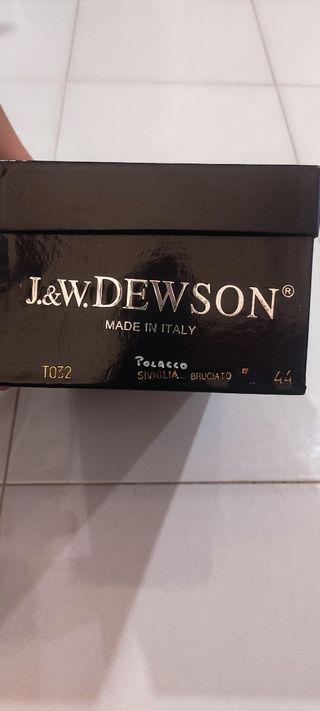 J.&W. DEWSON®
MADE IN ITALY
POLACCO
T032 SIVIGLIA BRUCIATO 44